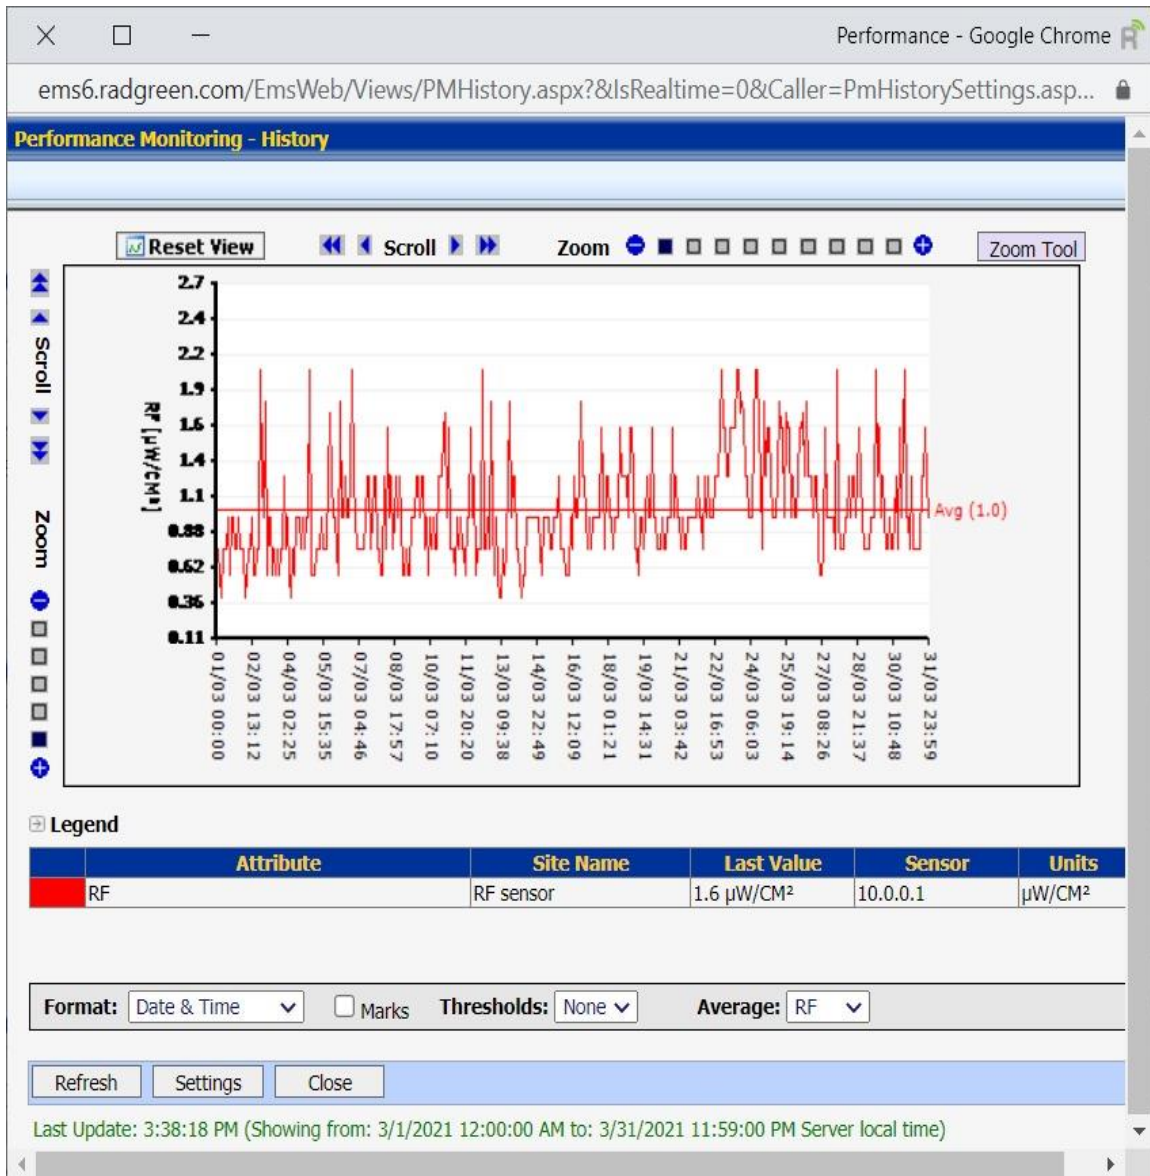 Performance - Google Chrome
ems6.radgreen.com/EmsWeb/Views/PMHistory.aspx?&IsRealtime=0&Caller=PmHistorySettings.asp...
Performance Monitoring - History
Reset View Scroll Zoom Zoom Tool
Scroll
Zoom
RF [µW/CM²]
2.7
2.4
2.2
1.9
1.6
1.4
1.1
0.88
0.62
0.36
0.11
Avg (1.0)
01/03 00:00
02/03 13:12
04/03 02:25
05/03 15:35
07/03 04:46
08/03 17:57
10/03 07:10
11/03 20:20
13/03 09:38
14/03 22:49
16/03 12:09
18/03 01:21
19/03 14:31
21/03 03:42
22/03 16:53
24/03 06:03
25/03 19:14
27/03 08:26
28/03 21:37
30/03 10:48
31/03 23:59
Legend
Attribute Site Name Last Value Sensor Units
RF RF sensor 1.6 µW/CM² 10.0.0.1 µW/CM²
Format: Date & Time Marks Thresholds: None Average: RF
Refresh Settings Close
Last Update: 3:38:18 PM (Showing from: 3/1/2021 12:00:00 AM to: 3/31/2021 11:59:00 PM Server local time)